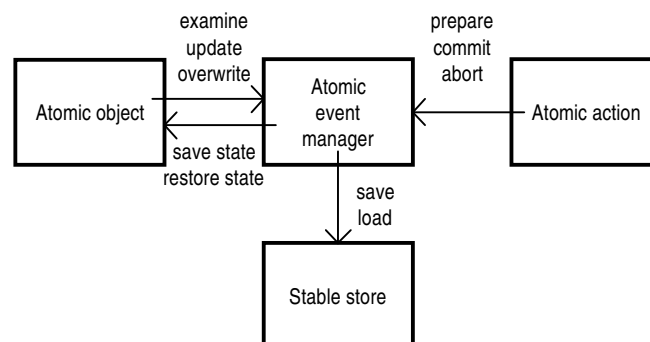 examine
update
overwrite
prepare
commit
abort
Atomic object
Atomic
event
manager
Atomic action
save state
restore state
save
load
Stable store